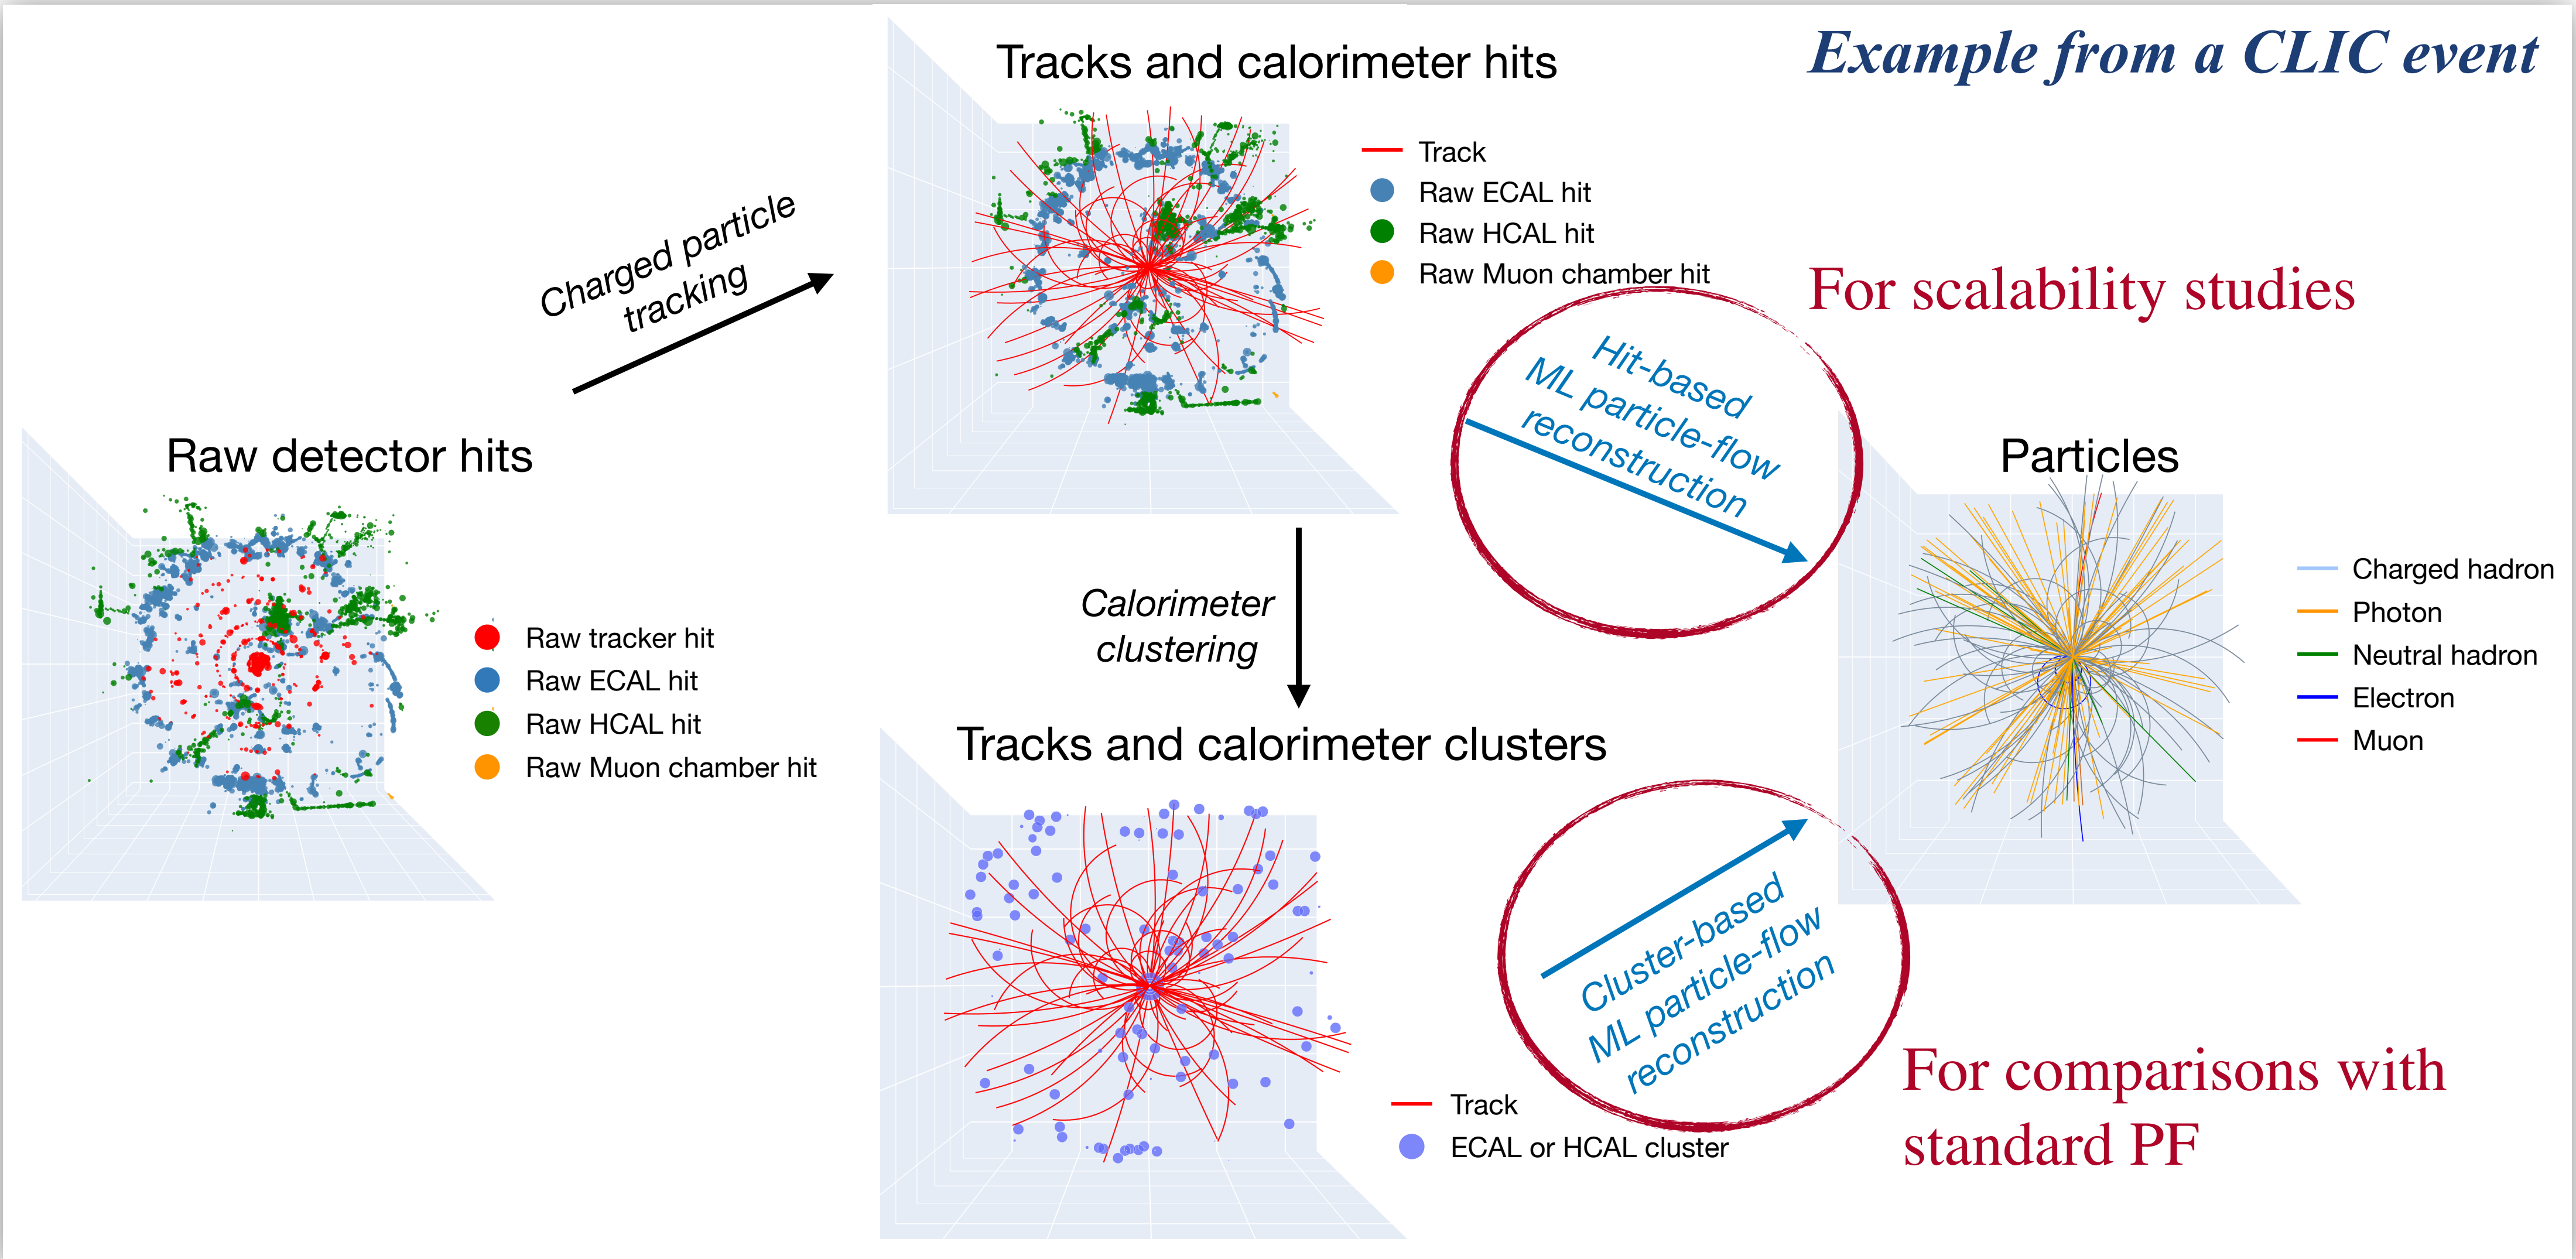 Example from a CLIC event
Tracks and calorimeter hits
Track
Raw ECAL hit
Raw HCAL hit
Raw Muon chamber hit
Charged particle
tracking
For scalability studies
Hit-based
ML particle-flow
reconstruction
Raw detector hits
Raw tracker hit
Raw ECAL hit
Raw HCAL hit
Raw Muon chamber hit
Particles
Charged hadron
Photon
Neutral hadron
Electron
Muon
Calorimeter
clustering
Tracks and calorimeter clusters
Track
ECAL or HCAL cluster
Cluster-based
ML particle-flow
reconstruction
For comparisons with
standard PF